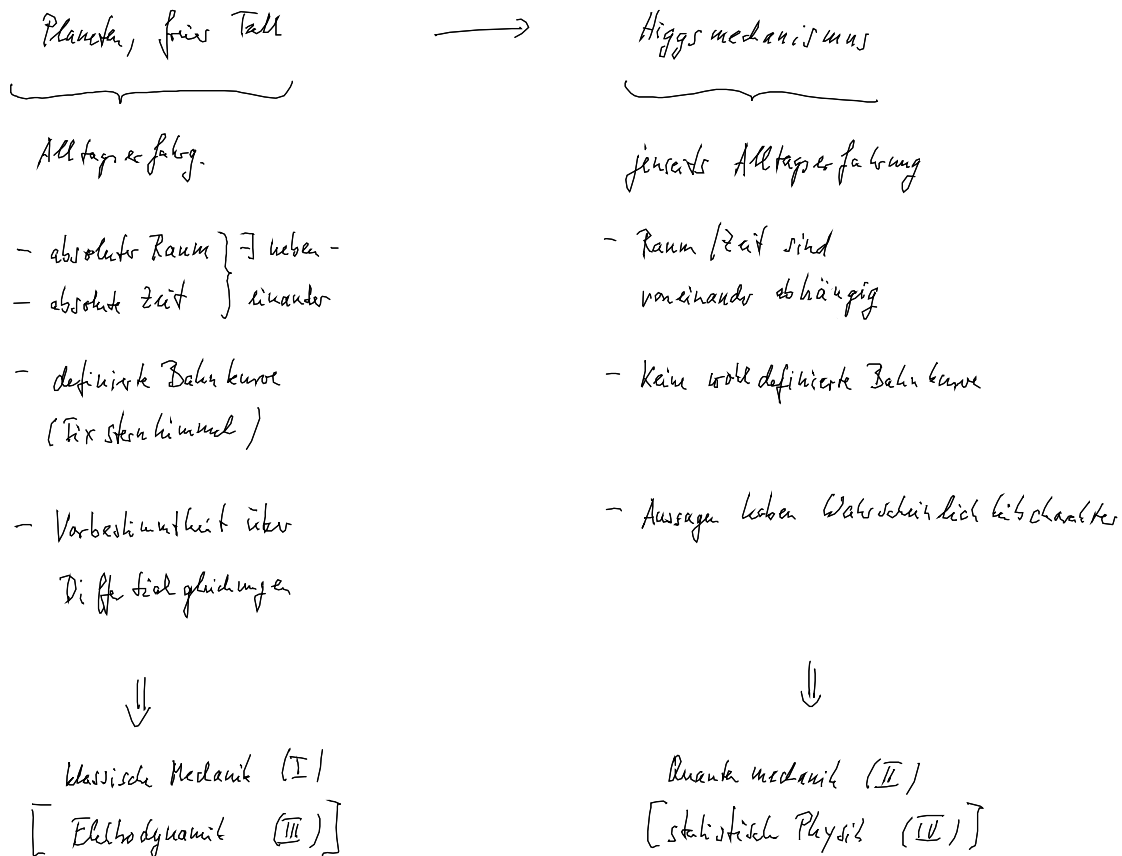 Planeten, freier Fall → Higgsmechanismus
Alltagserfahrg.
jenseits Alltagserfahrung
- absoluter Raum } ∃ neben-
- absolute Zeit } einander
- Raum/Zeit sind
voneinander abhängig
- definierte Bahnkurve
(Fixsternhimmel)
- Keine wohldefinierte Bahnkurve
- Vorbestimmtheit über
Differtialgleichungen
- Aussagen haben Wahrscheinlichkeitscharakter
⇓
klassische Mechanik (I)
[Elektrodynamik (III)]
⇓
Quantenmechanik (II)
[statistische Physik (IV)]